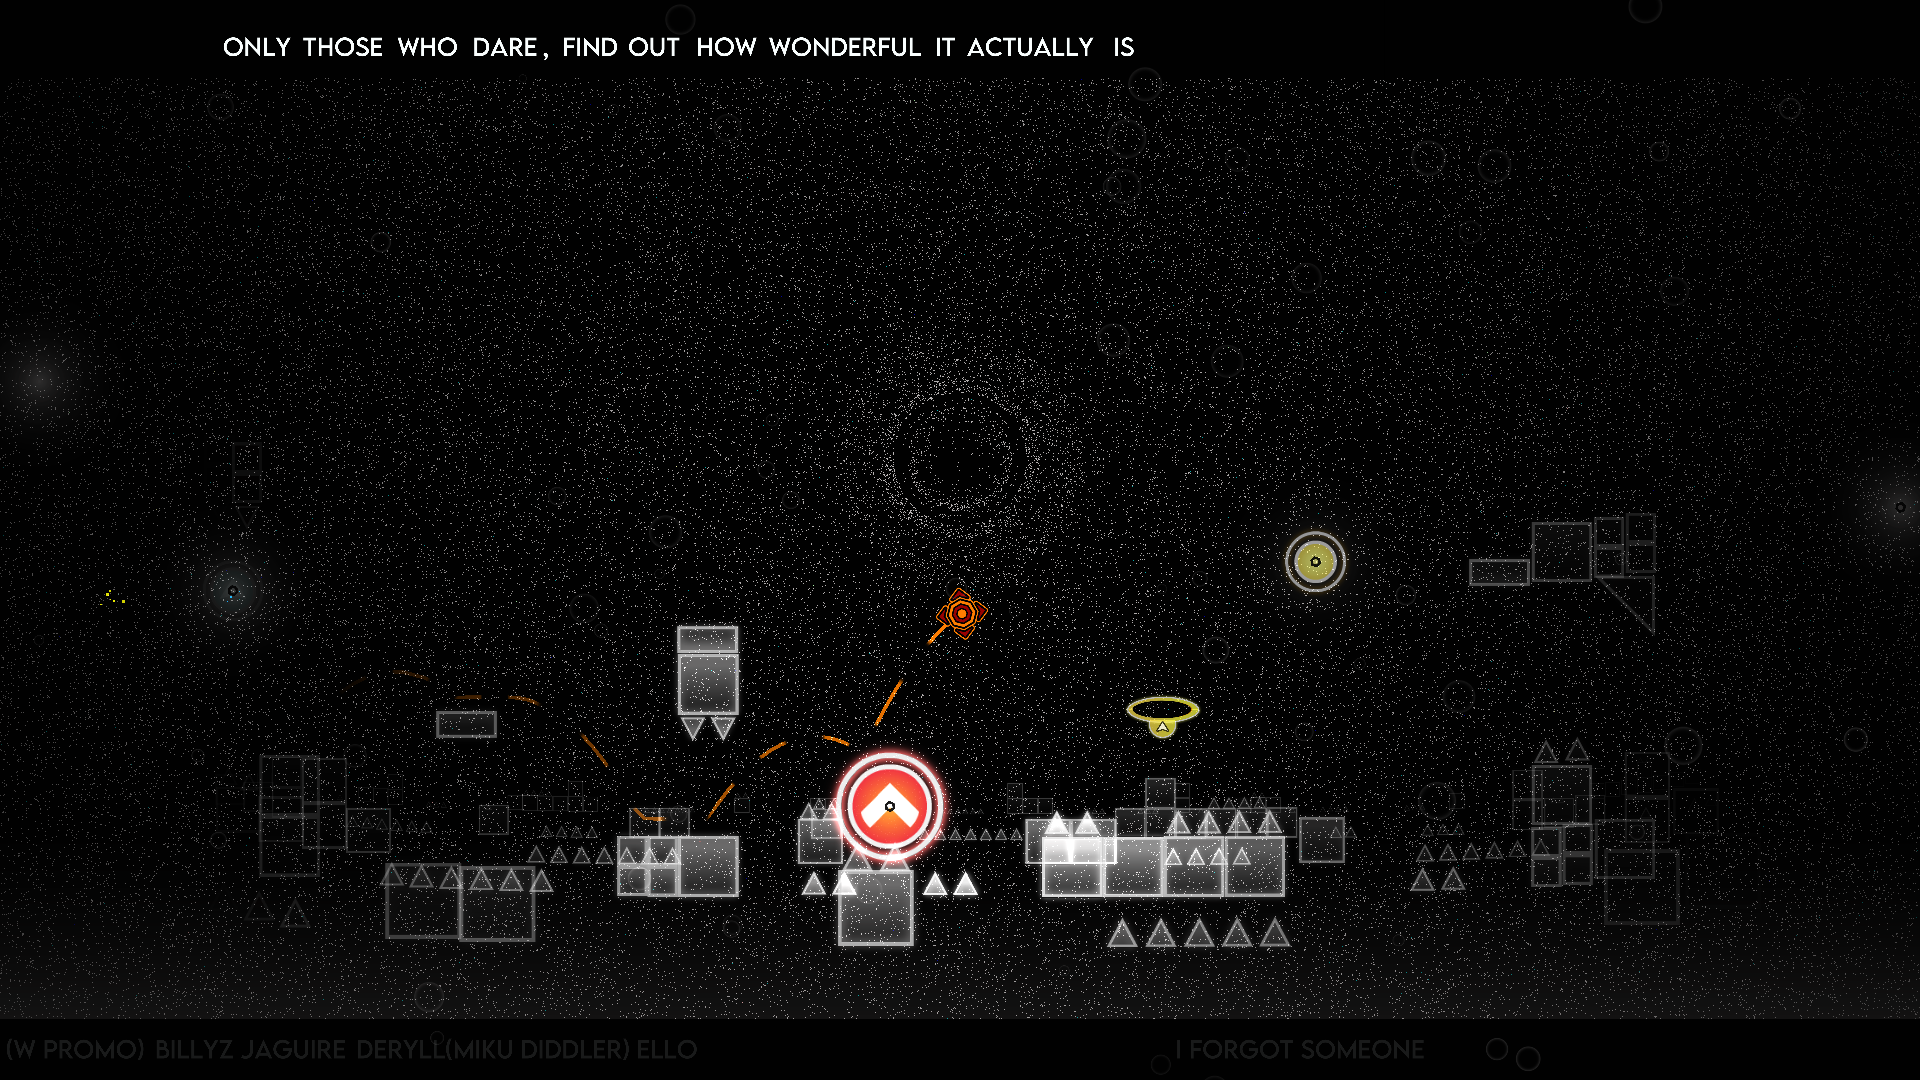 ONLY THOSE WHO DARE, FIND OUT HOW WONDERFUL IT ACTUALLY IS
(W PROMO) BILLYZ JAGUIRE DERYLL(MIKU DIDDLER) ELLO
I FORGOT SOMEONE